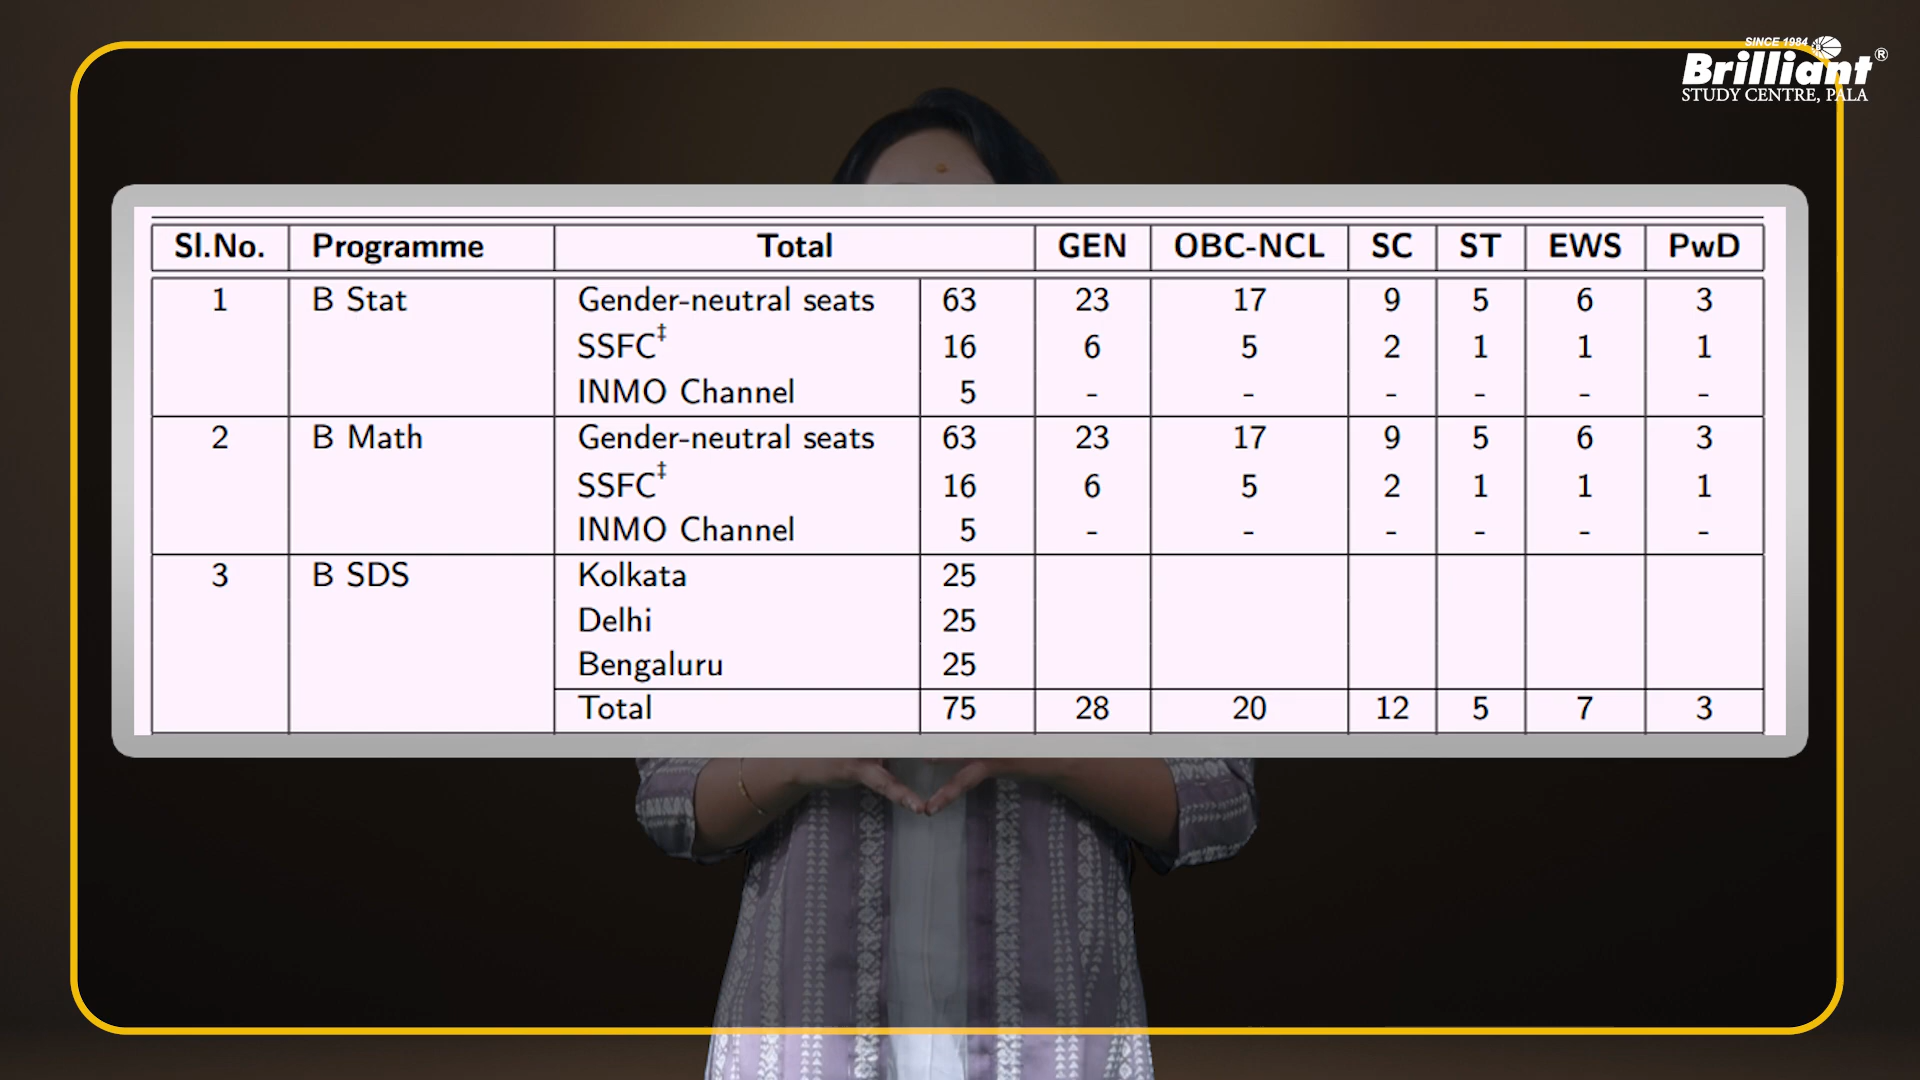 SINCE 1984
Brilliant ®
STUDY CENTRE, PALA
Sl.No. Programme Total GEN OBC-NCL SC ST EWS PwD
1 B Stat Gender-neutral seats 63 23 17 9 5 6 3
SSFC‡ 16 6 5 2 1 1 1
INMO Channel 5 - - - - - -
2 B Math Gender-neutral seats 63 23 17 9 5 6 3
SSFC‡ 16 6 5 2 1 1 1
INMO Channel 5 - - - - - -
3 B SDS Kolkata 25
Delhi 25
Bengaluru 25
Total 75 28 20 12 5 7 3